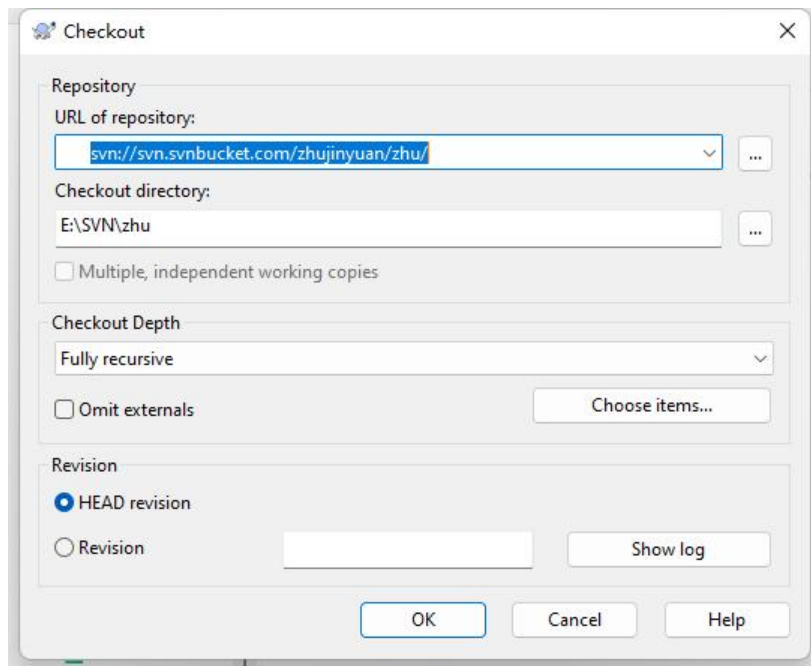 Checkout
Repository
URL of repository:
svn://svn.svnbucket.com/zhujinyuan/zhu/
...
Checkout directory:
E:\SVN\zhu
...
Multiple, independent working copies
Checkout Depth
Fully recursive
Omit externals
Choose items...
Revision
HEAD revision
Revision
Show log
OK
Cancel
Help